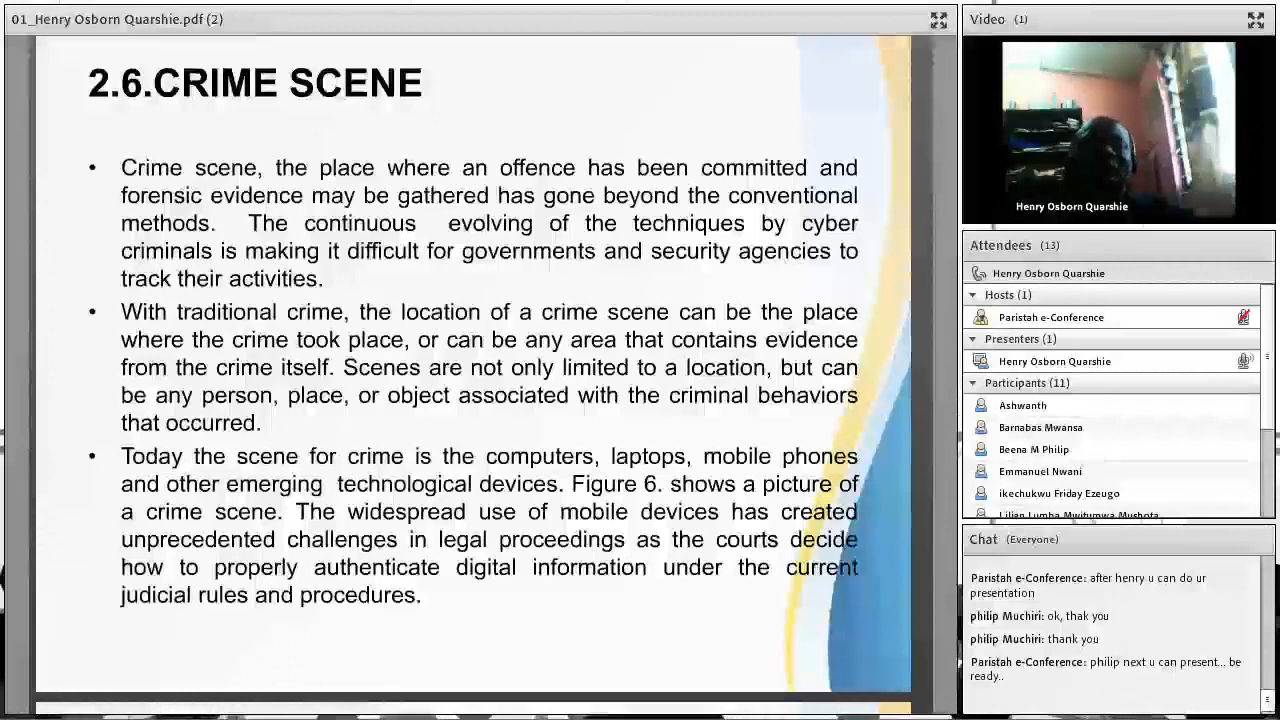 01_Henry Osborn Quarshie.pdf (2)
2.6.CRIME SCENE
• Crime scene, the place where an offence has been committed and
forensic evidence may be gathered has gone beyond the conventional
methods. The continuous evolving of the techniques by cyber
criminals is making it difficult for governments and security agencies to
track their activities.
• With traditional crime, the location of a crime scene can be the place
where the crime took place, or can be any area that contains evidence
from the crime itself. Scenes are not only limited to a location, but can
be any person, place, or object associated with the criminal behaviors
that occurred.
• Today the scene for crime is the computers, laptops, mobile phones
and other emerging technological devices. Figure 6. shows a picture of
a crime scene. The widespread use of mobile devices has created
unprecedented challenges in legal proceedings as the courts decide
how to properly authenticate digital information under the current
judicial rules and procedures.
Video (1)
Henry Osborn Quarshie
Attendees (13)
Henry Osborn Quarshie
Hosts (1)
Paristah e-Conference
Presenters (1)
Henry Osborn Quarshie
Participants (11)
Ashwanth
Barnabas Mwansa
Beena M Philip
Emmanuel Nwani
ikechukwu Friday Ezeugo
Lilian Lumba Mwitumwa Mushota
Chat (Everyone)
Paristah e-Conference: after henry u can do ur
presentation
philip Muchiri: ok, thak you
philip Muchiri: thank you
Paristah e-Conference: philip next u can present... be
ready..